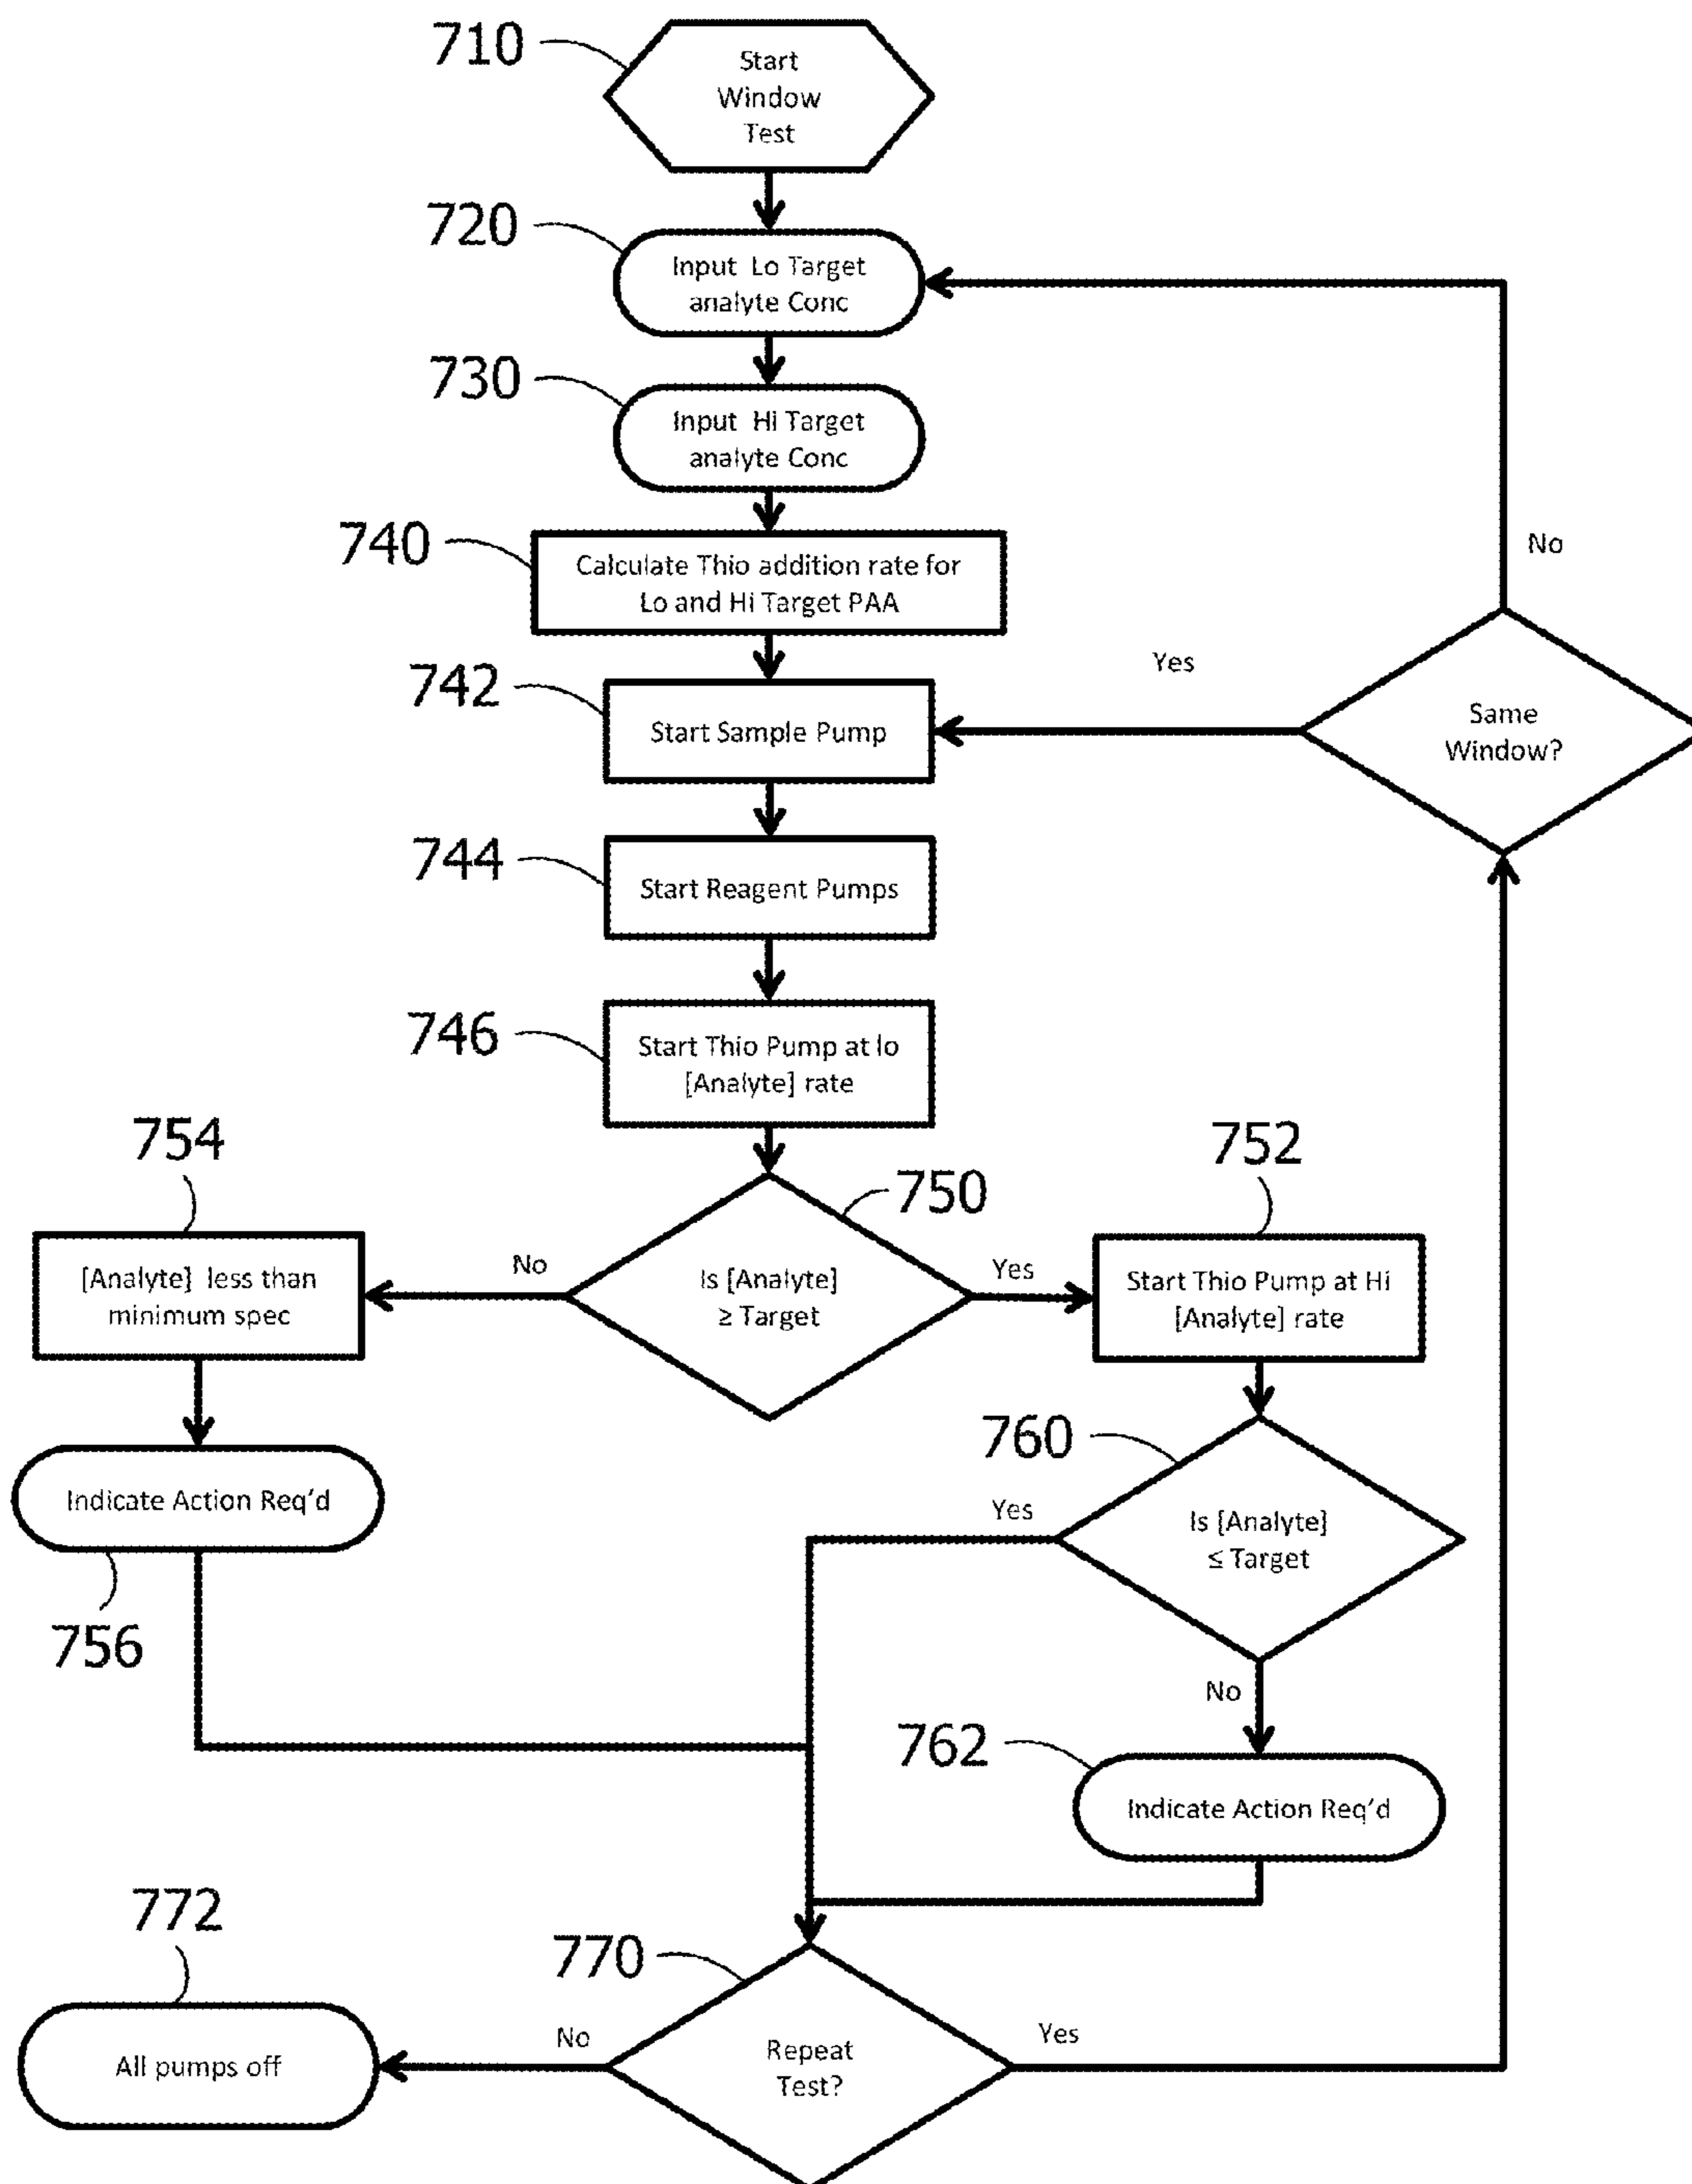 710
Start
Window
Test
720
Input Lo Target
analyte Conc
730
Input Hi Target
analyte Conc
No
740
Calculate Thio addition rate for
Lo and Hi Target PAA
742
Start Sample Pump
Yes
Same
Window?
744
Start Reagent Pumps
746
Start Thio Pump at lo
[Analyte] rate
754
752
750
[Analyte] less than
minimum spec
No
Is [Analyte]
≥ Target
Yes
Start Thio Pump at Hi
[Analyte] rate
760
Indicate Action Req'd
Yes
Is [Analyte]
≤ Target
756
No
762
Indicate Action Req'd
772
770
All pumps off
No
Repeat
Test?
Yes